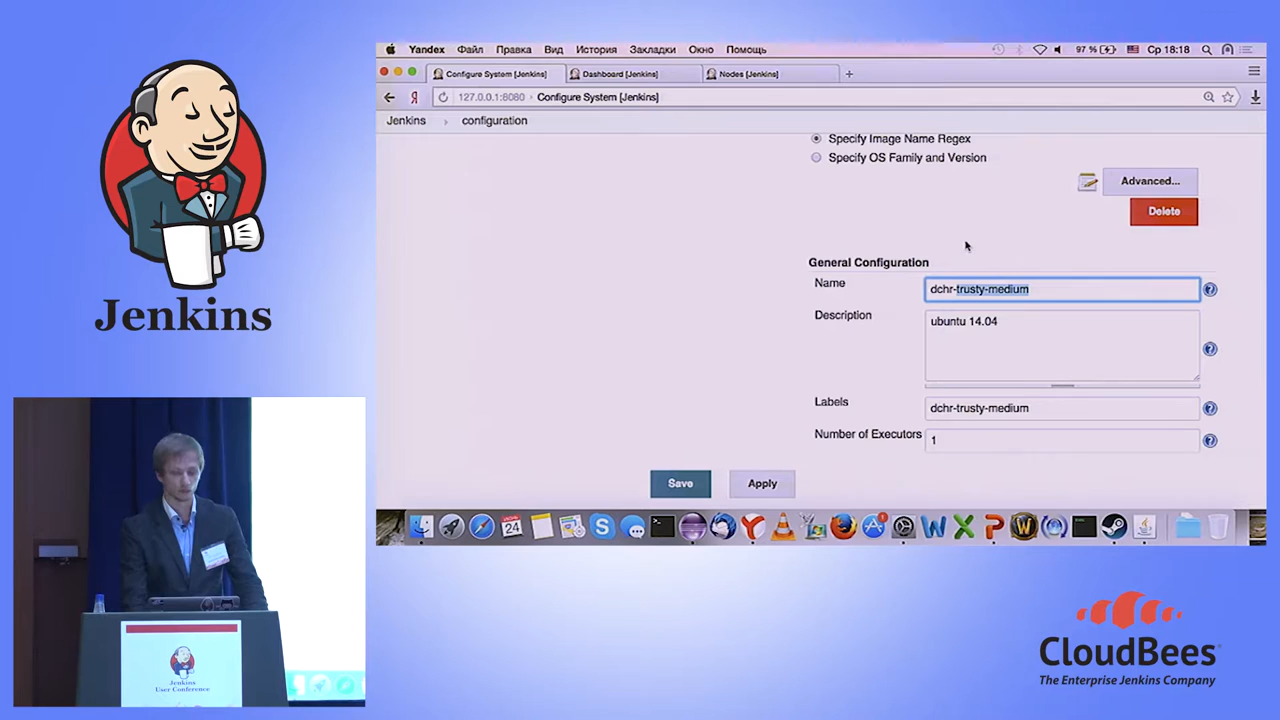 Jenkins
Yandex Файл Правка Вид История Закладки Окно Помощь 97 % Ср 18:18
Configure System [Jenkins] Dashboard [Jenkins] Nodes [Jenkins]
Я 127.0.0.1:8080 › Configure System [Jenkins]
Jenkins › configuration
Specify Image Name Regex
Specify OS Family and Version
Advanced...
Delete
General Configuration
Name dchr-trusty-medium
Description ubuntu 14.04
Labels dchr-trusty-medium
Number of Executors 1
Save Apply
24
Jenkins
User Conference
CloudBees
The Enterprise Jenkins Company